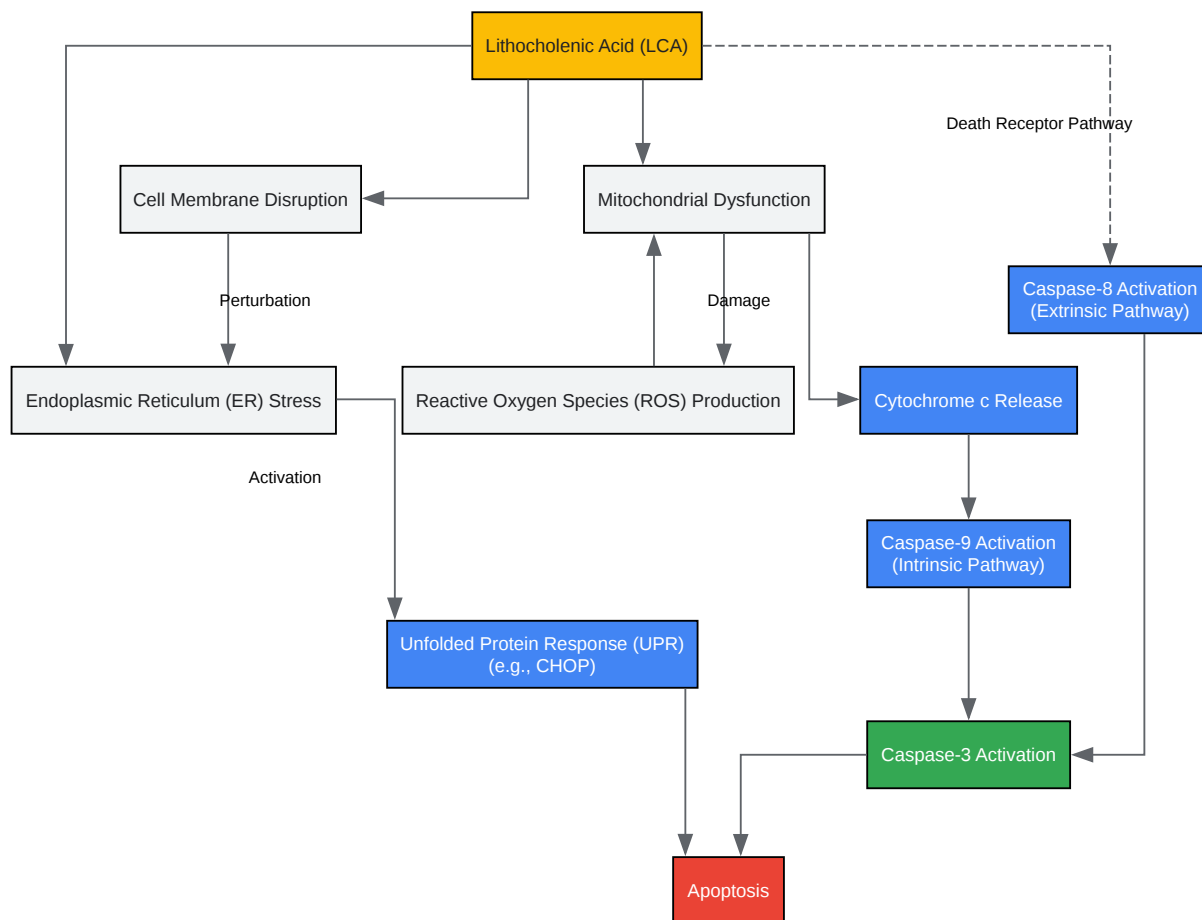 Lithocholenic Acid (LCA)
Death Receptor Pathway
Cell Membrane Disruption
Mitochondrial Dysfunction
Caspase-8 Activation
(Extrinsic Pathway)
Perturbation
Damage
Endoplasmic Reticulum (ER) Stress
Reactive Oxygen Species (ROS) Production
Cytochrome c Release
Activation
Caspase-9 Activation
(Intrinsic Pathway)
Unfolded Protein Response (UPR)
(e.g., CHOP)
Caspase-3 Activation
Apoptosis